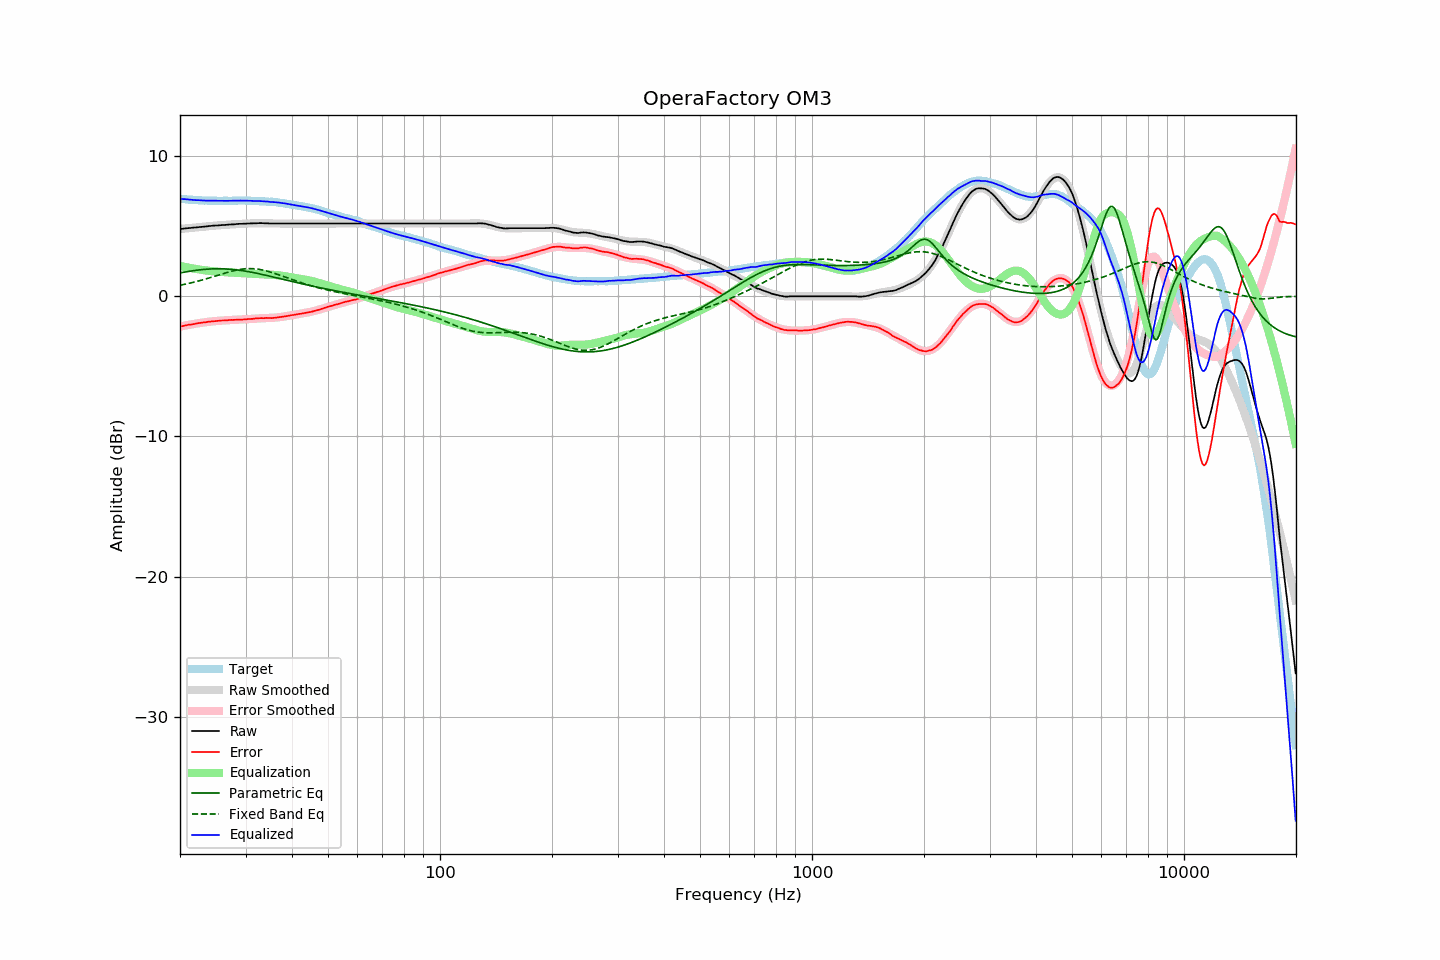 OperaFactory OM3
10
0
−10
−20
−30
Amplitude (dBr)
Target
Raw Smoothed
Error Smoothed
Raw
Error
Equalization
Parametric Eq
Fixed Band Eq
Equalized
100
1000
10000
Frequency (Hz)